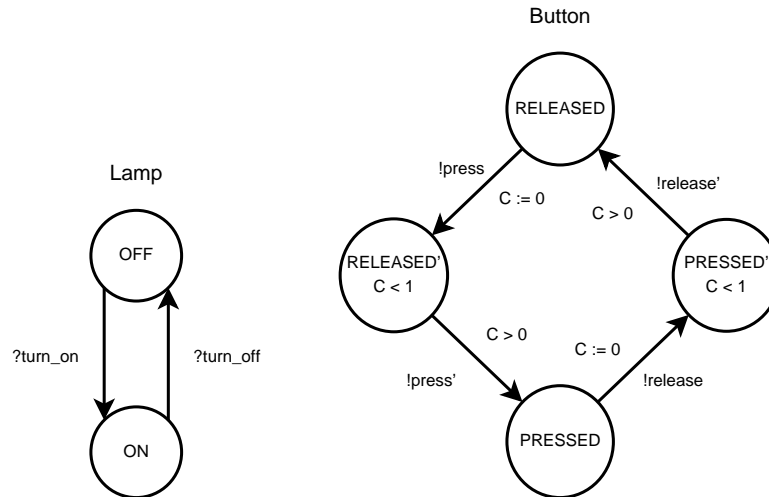 Button
RELEASED
!press
!release’
Lamp
C := 0
C > 0
OFF
RELEASED’
C < 1
PRESSED’
C < 1
?turn_on
?turn_off
C > 0
C := 0
!press’
!release
PRESSED
ON